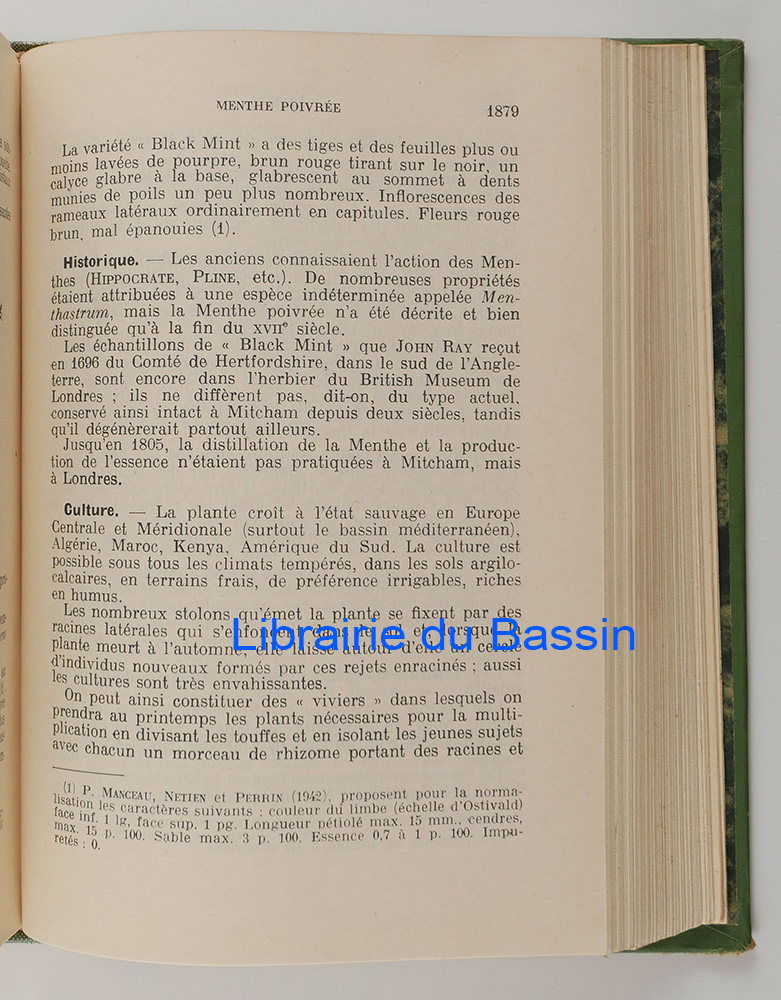 MENTHE POIVRÉE 1879
La variété « Black Mint » a des tiges et des feuilles plus ou
moins lavées de pourpre, brun rouge tirant sur le noir, un
calyce glabre à la base, glabrescent au sommet à dents
munies de poils un peu plus nombreux. Inflorescences des
rameaux latéraux ordinairement en capitules. Fleurs rouge
brun, mal épanouies (1).
Historique. — Les anciens connaissaient l'action des Men-
thes (HIPPOCRATE, PLINE, etc.). De nombreuses propriétés
étaient attribuées à une espèce indéterminée appelée Men-
thastrum, mais la Menthe poivrée n'a été décrite et bien
distinguée qu'à la fin du XVIIe siècle.
Les échantillons de « Black Mint » que JOHN RAY reçut
en 1696 du Comté de Hertfordshire, dans le sud de l'Angle-
terre, sont encore dans l'herbier du British Museum de
Londres ; ils ne diffèrent pas, dit-on, du type actuel,
conservé ainsi intact à Mitcham depuis deux siècles, tandis
qu'il dégénèrerait partout ailleurs.
Jusqu'en 1805, la distillation de la Menthe et la produc-
tion de l'essence n'étaient pas pratiquées à Mitcham, mais
à Londres.
Culture. — La plante croît à l'état sauvage en Europe
Centrale et Méridionale (surtout le bassin méditerranéen),
Algérie, Maroc, Kenya, Amérique du Sud. La culture est
possible sous tous les climats tempérés, dans les sols argilo-
calcaires, en terrains frais, de préférence irrigables, riches
en humus.
Les nombreux stolons qu'émet la plante se fixent par des
racines latérales qui s'enfoncent dans le sol et, lorsque la
plante meurt à l'automne, elle laisse autour d'elle un cercle
d'individus nouveaux formés par ces rejets enracinés ; aussi
les cultures sont très envahissantes.
On peut ainsi constituer des « viviers » dans lesquels on
prendra au printemps les plants nécessaires pour la multi-
plication en divisant les touffes et en isolant les jeunes sujets
avec chacun un morceau de rhizome portant des racines et
(1) P. MANCEAU, NETIEN et PERRIN (1942), proposent pour la norma-
lisation les caractères suivants : couleur du limbe (échelle d'Ostivald)
face inf. 1 lg, face sup. 1 pg. Longueur pétiolé max. 15 mm., cendres,
max. 15 p. 100. Sable max. 3 p. 100. Essence 0,7 à 1 p. 100. Impu-
retés : 0.
Librairie du Bassin